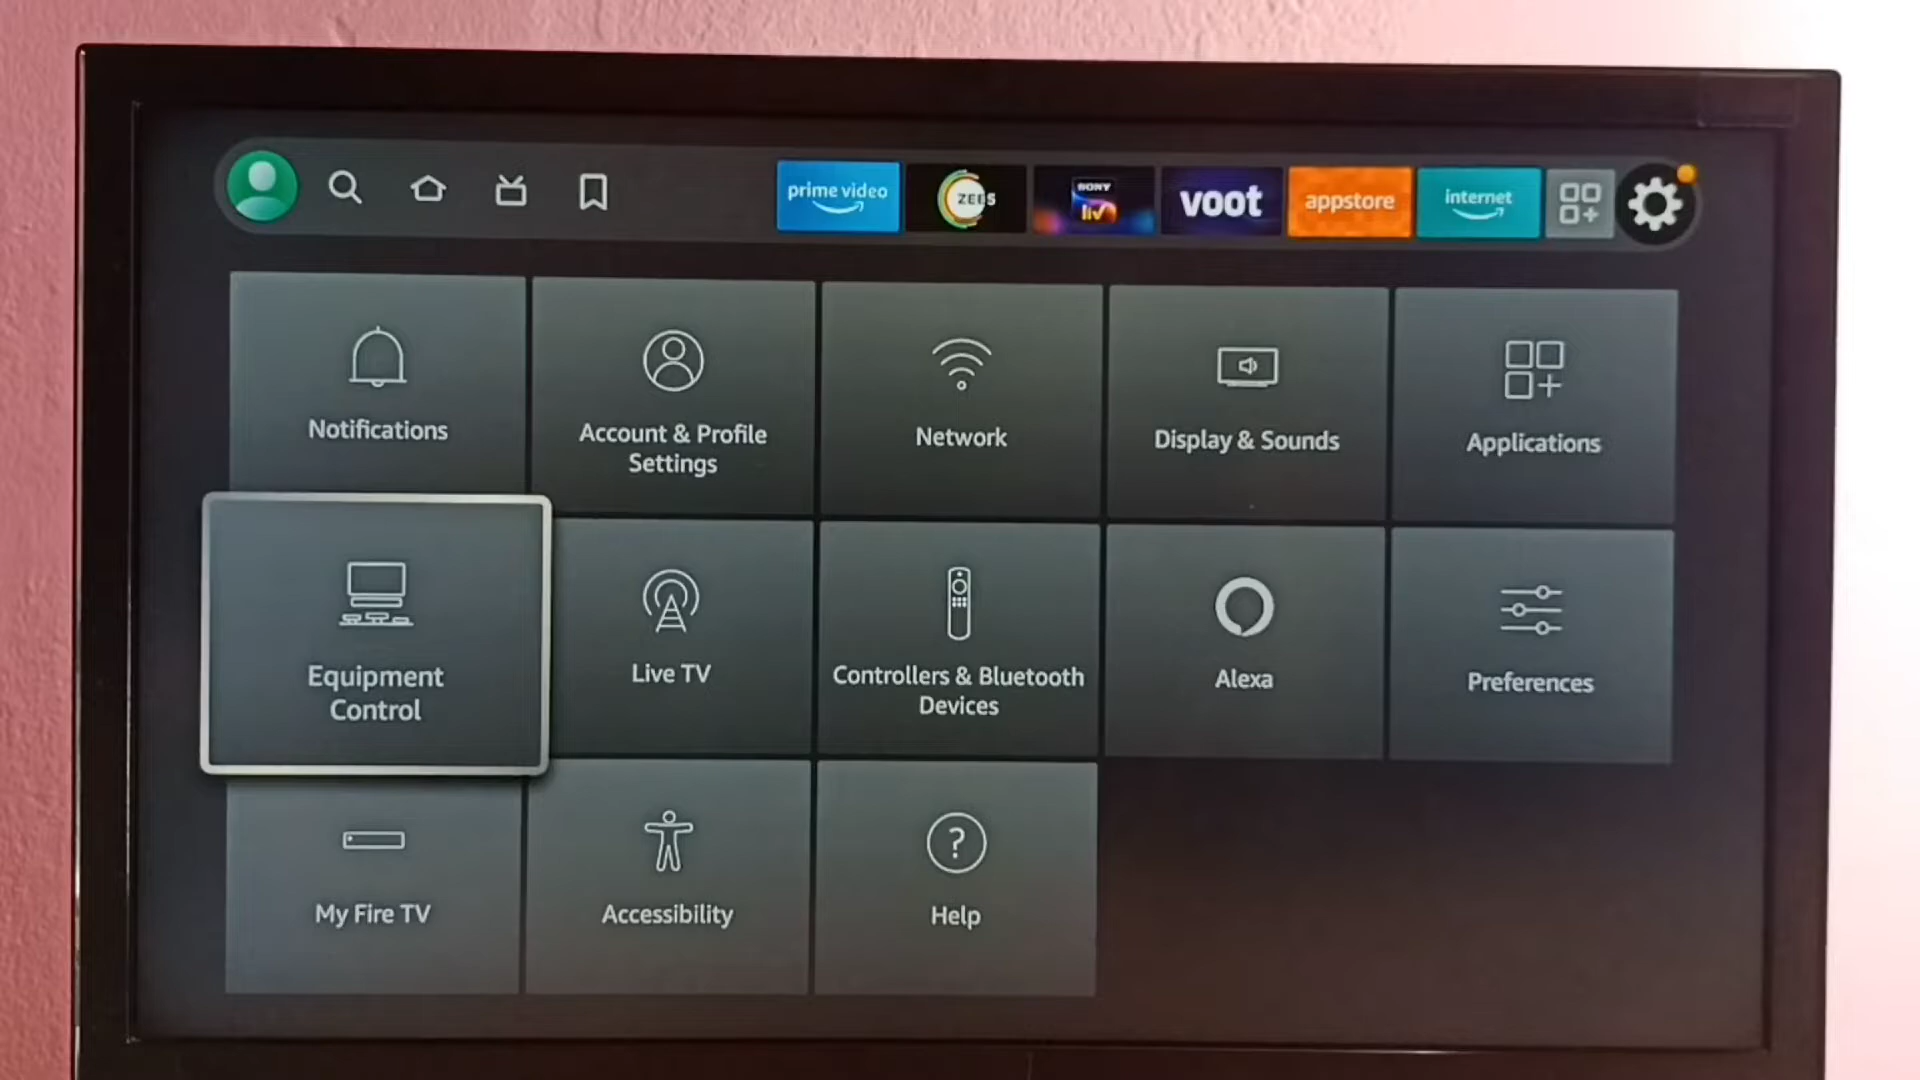 prime video
ZEE5
SONY
liv
voot
appstore
internet
Notifications
Account & Profile
Settings
Network
Display & Sounds
Applications
Equipment
Control
Live TV
Controllers & Bluetooth
Devices
Alexa
Preferences
My Fire TV
Accessibility
?
Help